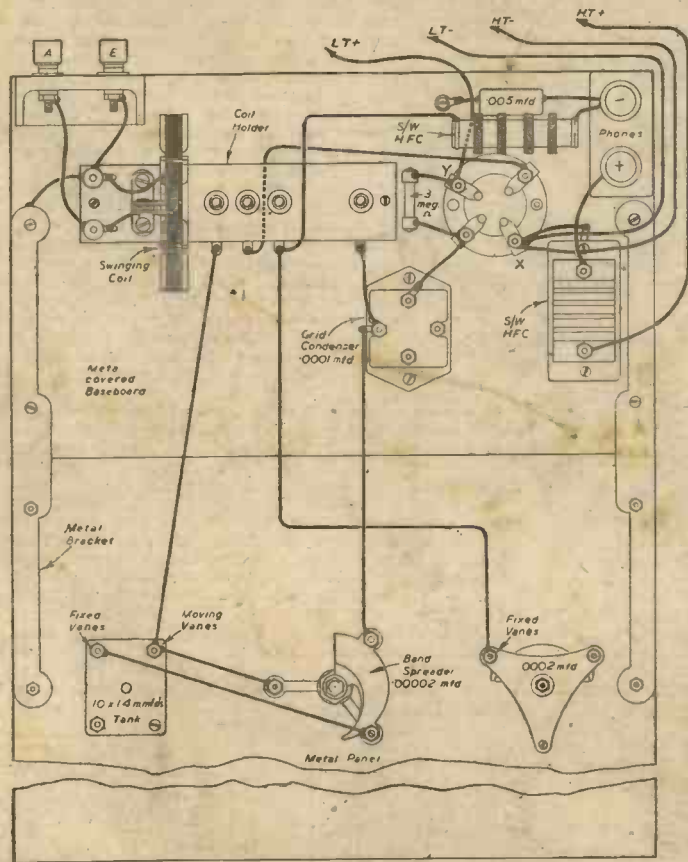 LT+
LT-
HT-
HT+
A
E
Coil
Holder
.005 mfd
S/W
HFC
Phones
-
+
Y
X
3
meg
Ω
Swinging
Coil
Grid
Condenser
.0001 mfd
S/W
HFC
Meta
covered
Baseboard
Metal
Bracket
Fixed
Vanes
Moving
Vanes
10 x 14 mmfds
Tank
Band
Spreader
.00002 mfd
Fixed
Vanes
.0002 mfd
Metal Panel